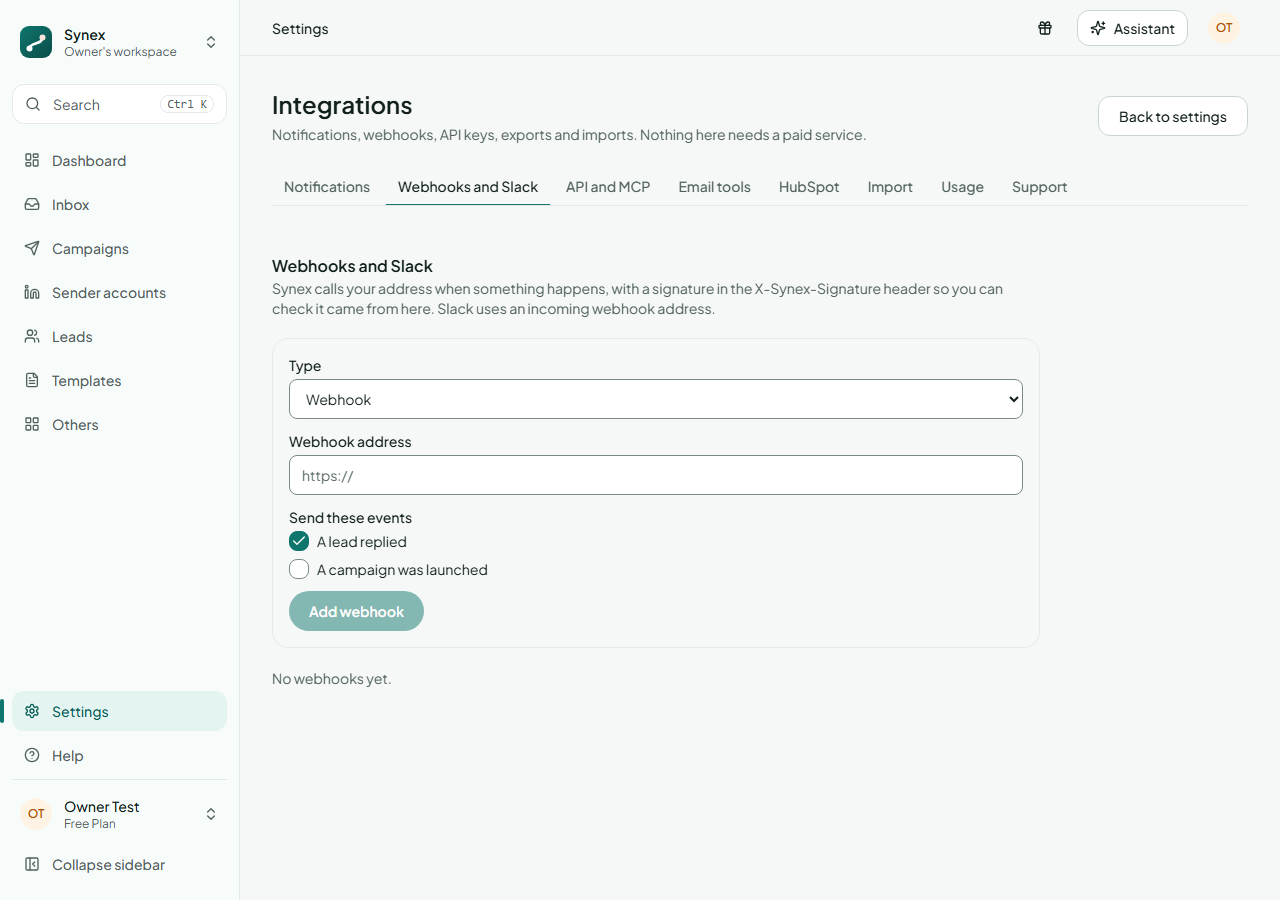 Synex
Owner's workspace
Search
Ctrl K
Dashboard
Inbox
Campaigns
Sender accounts
Leads
Templates
Others
Settings
Help
OT
Owner Test
Free Plan
Collapse sidebar
Settings
Assistant
OT
Integrations
Notifications, webhooks, API keys, exports and imports. Nothing here needs a paid service.
Back to settings
Notifications
Webhooks and Slack
API and MCP
Email tools
HubSpot
Import
Usage
Support
Webhooks and Slack
Synex calls your address when something happens, with a signature in the X-Synex-Signature header so you can
check it came from here. Slack uses an incoming webhook address.
Type
Webhook
Webhook address
https://
Send these events
A lead replied
A campaign was launched
Add webhook
No webhooks yet.